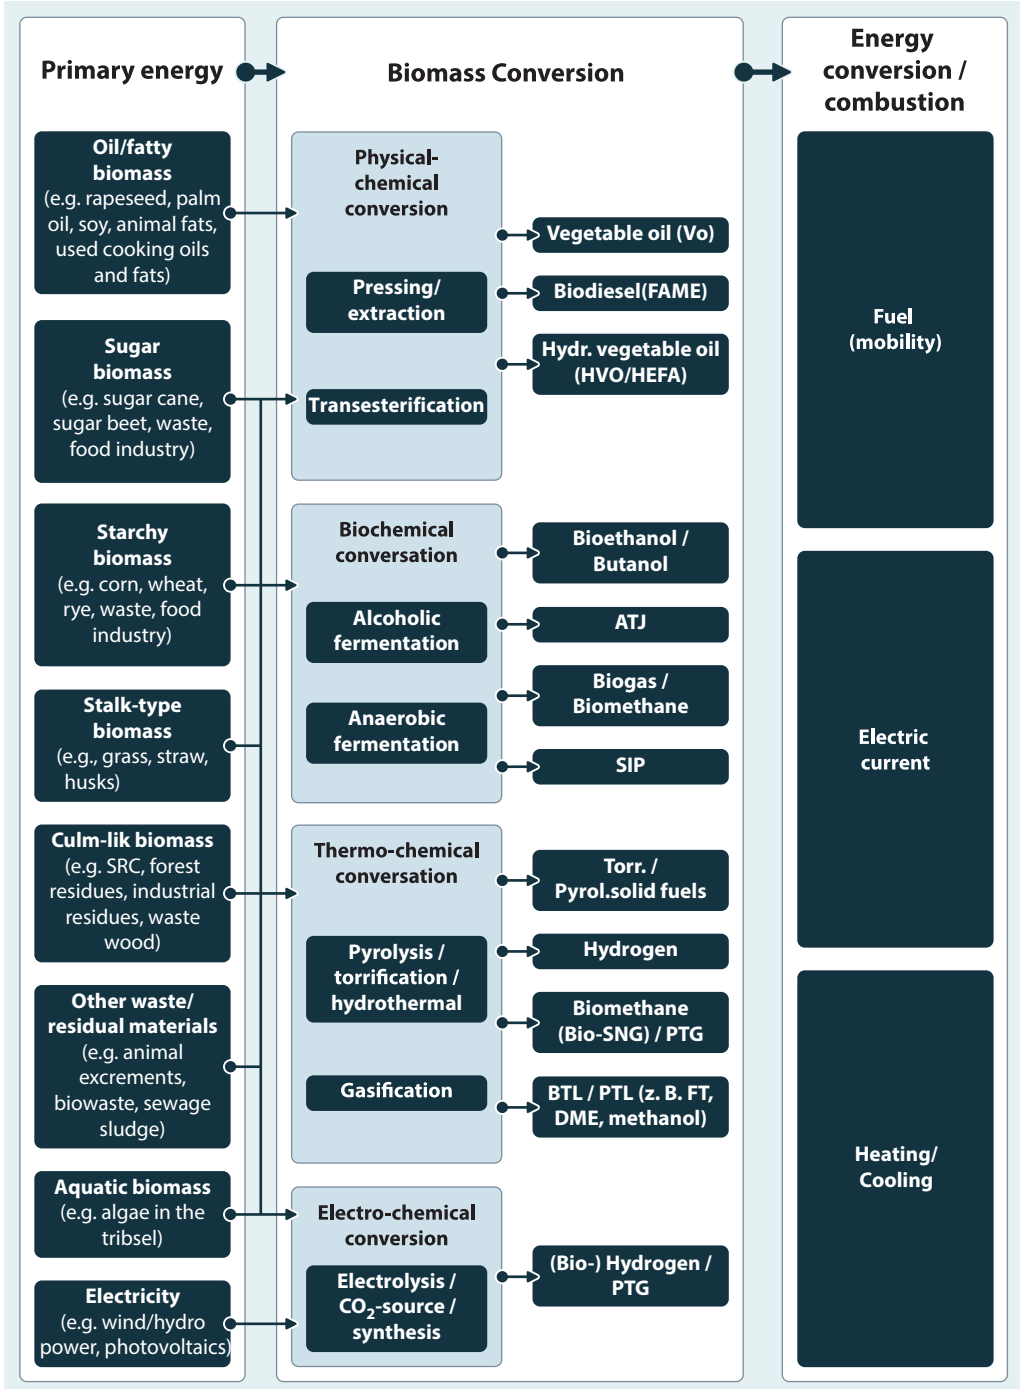 Primary energy
Biomass Conversion
Energy
conversion /
combustion
Oil/fatty
biomass
(e.g. rapeseed, palm
oil, soy, animal fats,
used cooking oils
and fats)
Sugar
biomass
(e.g. sugar cane,
sugar beet, waste,
food industry)
Starchy
biomass
(e.g. corn, wheat,
rye, waste, food
industry)
Stalk-type
biomass
(e.g., grass, straw,
husks)
Culm-lik biomass
(e.g. SRC, forest
residues, industrial
residues, waste
wood)
Other waste/
residual materials
(e.g. animal
excrements,
biowaste, sewage
sludge)
Aquatic biomass
(e.g. algae in the
tribsel)
Electricity
(e.g. wind/hydro
power, photovoltaics)
Physical-
chemical
conversion
Pressing/
extraction
Transesterification
Vegetable oil (Vo)
Biodiesel(FAME)
Hydr. vegetable oil
(HVO/HEFA)
Biochemical
conversation
Alcoholic
fermentation
Anaerobic
fermentation
Bioethanol /
Butanol
ATJ
Biogas /
Biomethane
SIP
Thermo-chemical
conversation
Pyrolysis /
torrification /
hydrothermal
Gasification
Torr. /
Pyrol.solid fuels
Hydrogen
Biomethane
(Bio-SNG) / PTG
BTL / PTL (z. B. FT,
DME, methanol)
Electro-chemical
conversion
Electrolysis /
CO₂-source /
synthesis
(Bio-) Hydrogen /
PTG
Fuel
(mobility)
Electric
current
Heating/
Cooling